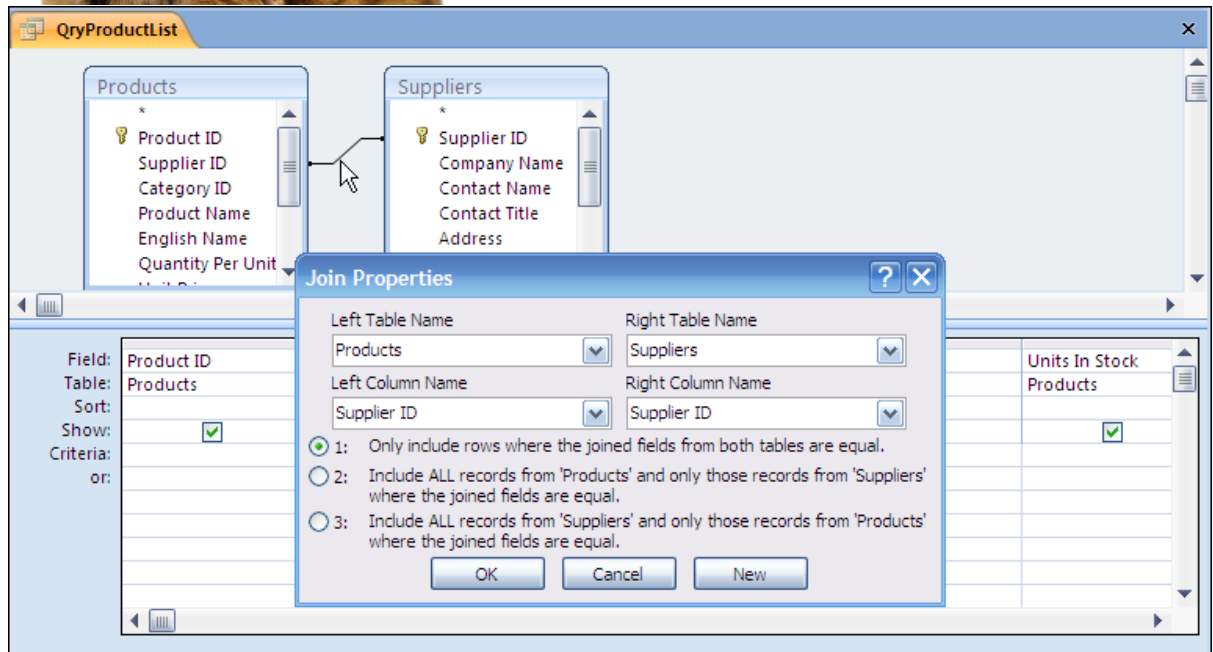 QryProductList
Products
*
Product ID
Supplier ID
Category ID
Product Name
English Name
Quantity Per Unit
Suppliers
*
Supplier ID
Company Name
Contact Name
Contact Title
Address
Join Properties
Left Table Name Right Table Name
Products Suppliers
Left Column Name Right Column Name
Supplier ID Supplier ID
1: Only include rows where the joined fields from both tables are equal.
2: Include ALL records from 'Products' and only those records from 'Suppliers'
where the joined fields are equal.
3: Include ALL records from 'Suppliers' and only those records from 'Products'
where the joined fields are equal.
OK Cancel New
Field: Product ID Units In Stock
Table: Products Products
Sort:
Show:
Criteria:
or: